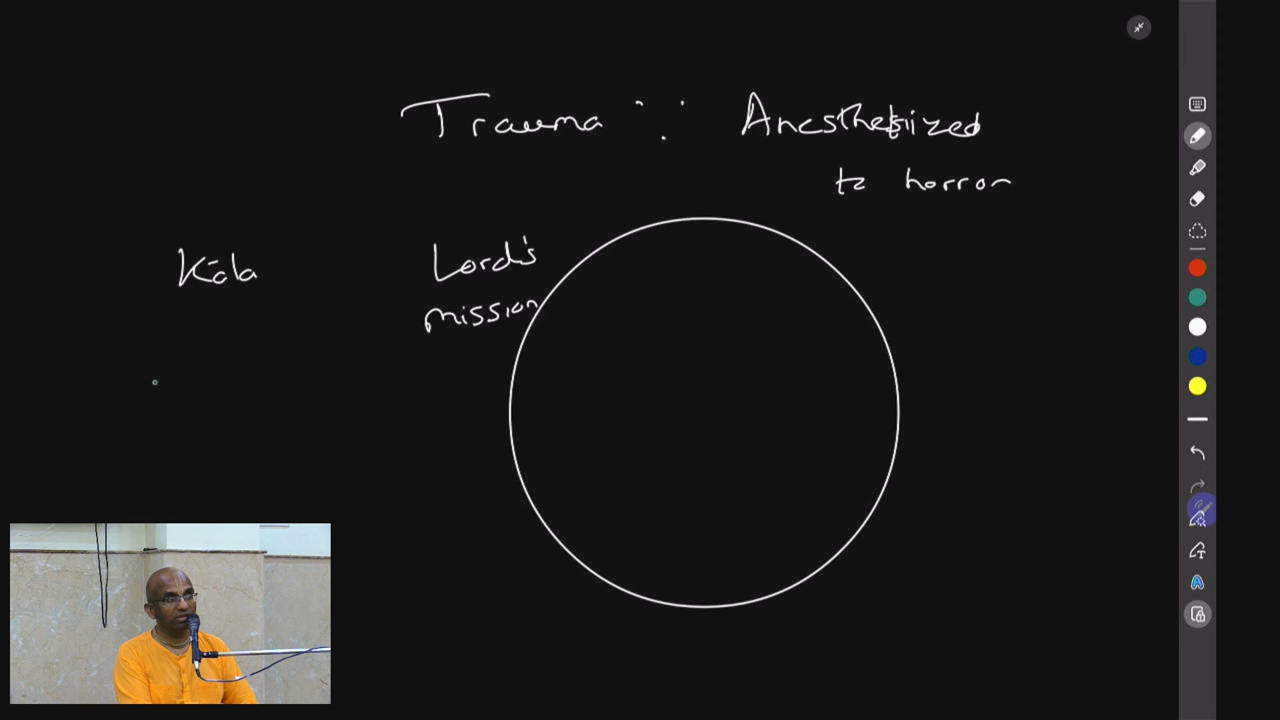 Trauma ∵ Anesthetized
to horror
Kāla
Lord's
mission